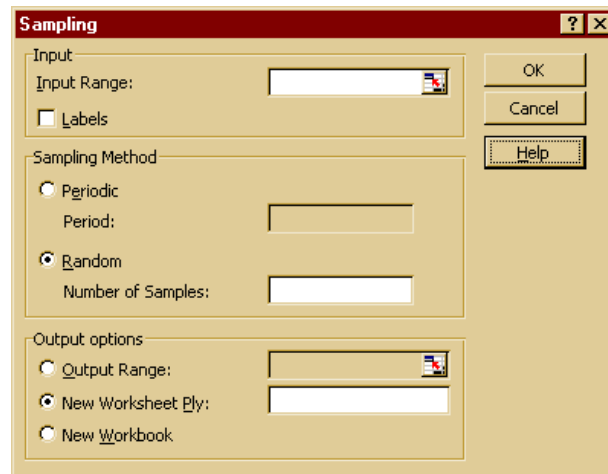 Sampling
Input
Input Range:
Labels
OK
Cancel
Help
Sampling Method
Periodic
Period:
Random
Number of Samples:
Output options
Output Range:
New Worksheet Ply:
New Workbook